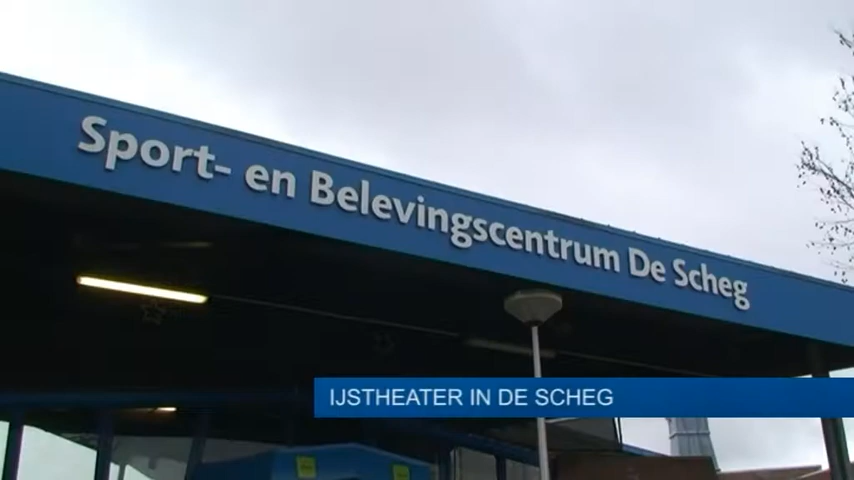 Sport- en Belevingscentrum De Scheg
IJSTHEATER IN DE SCHEG